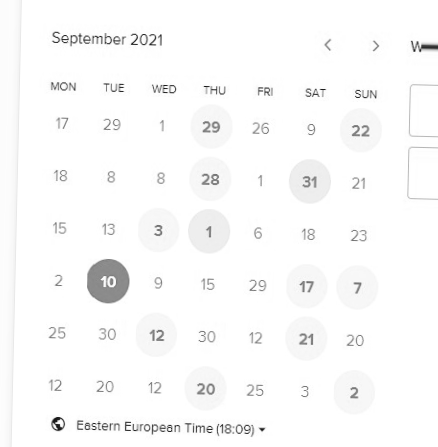 September 2021
MON TUE WED THU FRI SAT SUN
17 29 1 29 26 9 22
18 8 8 28 1 31 21
15 13 3 1 6 18 23
2 10 9 15 29 17 7
25 30 12 30 12 21 20
12 20 12 20 25 3 2
Eastern European Time (18:09)